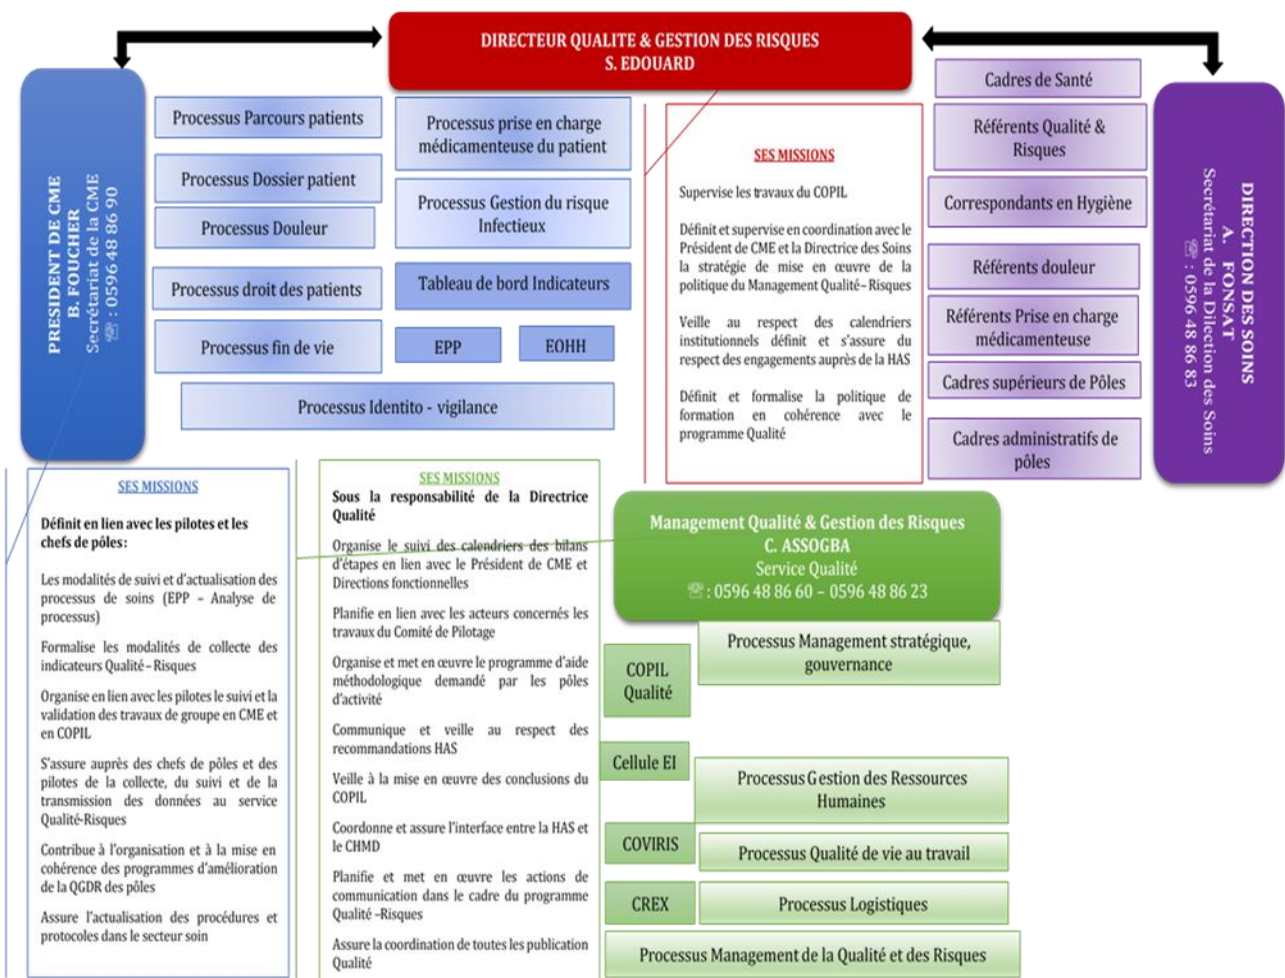 DIRECTEUR QUALITE & GESTION DES RISQUES
S. EDOUARD
PRESIDENT DE CME
B. FOUCHER
Secrétariat de la CME
☏ : 0596 48 86 90
Processus Parcours patients
Processus Dossier patient
Processus Douleur
Processus droit des patients
Processus fin de vie
Processus prise en charge
médicamenteuse du patient
Processus Gestion du risque
Infectieux
Tableau de bord Indicateurs
EPP
EOHH
Processus Identito - vigilance
SES MISSIONS
Supervise les travaux du COPIL
Définit et supervise en coordination avec le
Président de CME et la Directrice des Soins
la stratégie de mise en œuvre de la
politique du Management Qualité– Risques
Veille au respect des calendriers
institutionnels définit et s'assure du
respect des engagements auprès de la HAS
Définit et formalise la politique de
formation en cohérence avec le
programme Qualité
Cadres de Santé
Référents Qualité &
Risques
Correspondants en Hygiène
Référents douleur
Référents Prise en charge
médicamenteuse
Cadres supérieurs de Pôles
Cadres administratifs de
pôles
DIRECTION DES SOINS
A. FONSAT
Secrétariat de la Dilection des Soins
☏ : 0596 48 86 83
SES MISSIONS
Définit en lien avec les pilotes et les
chefs de pôles:
Les modalités de suivi et d'actualisation des
processus de soins (EPP – Analyse de
processus)
Formalise les modalités de collecte des
indicateurs Qualité – Risques
Organise en lien avec les pilotes le suivi et la
validation des travaux de groupe en CME et
en COPIL
S'assure auprès des chefs de pôles et des
pilotes de la collecte, du suivi et de la
transmission des données au service
Qualité-Risques
Contribue à l'organisation et à la mise en
cohérence des programmes d'amélioration
de la QGDR des pôles
Assure l'actualisation des procédures et
protocoles dans le secteur soin
SES MISSIONS
Sous la responsabilité de la Directrice
Qualité
Organise le suivi des calendriers des bilans
d'étapes en lien avec le Président de CME et
Directions fonctionnelles
Planifie en lien avec les acteurs concernés les
travaux du Comité de Pilotage
Organise et met en œuvre le programme d'aide
méthodologique demandé par les pôles
d'activité
Communique et veille au respect des
recommandations HAS
Veille à la mise en œuvre des conclusions du
COPIL
Coordonne et assure l'interface entre la HAS et
le CHMD
Planifie et met en œuvre les actions de
communication dans le cadre du programme
Qualité –Risques
Assure la coordination de toutes les publication
Qualité
Management Qualité & Gestion des Risques
C. ASSOGBA
Service Qualité
☏ : 0596 48 86 60 – 0596 48 86 23
COPIL
Qualité
Processus Management stratégique,
gouvernance
Cellule EI
Processus Gestion des Ressources
Humaines
COVIRIS
Processus Qualité de vie au travail
CREX
Processus Logistiques
Processus Management de la Qualité et des Risques